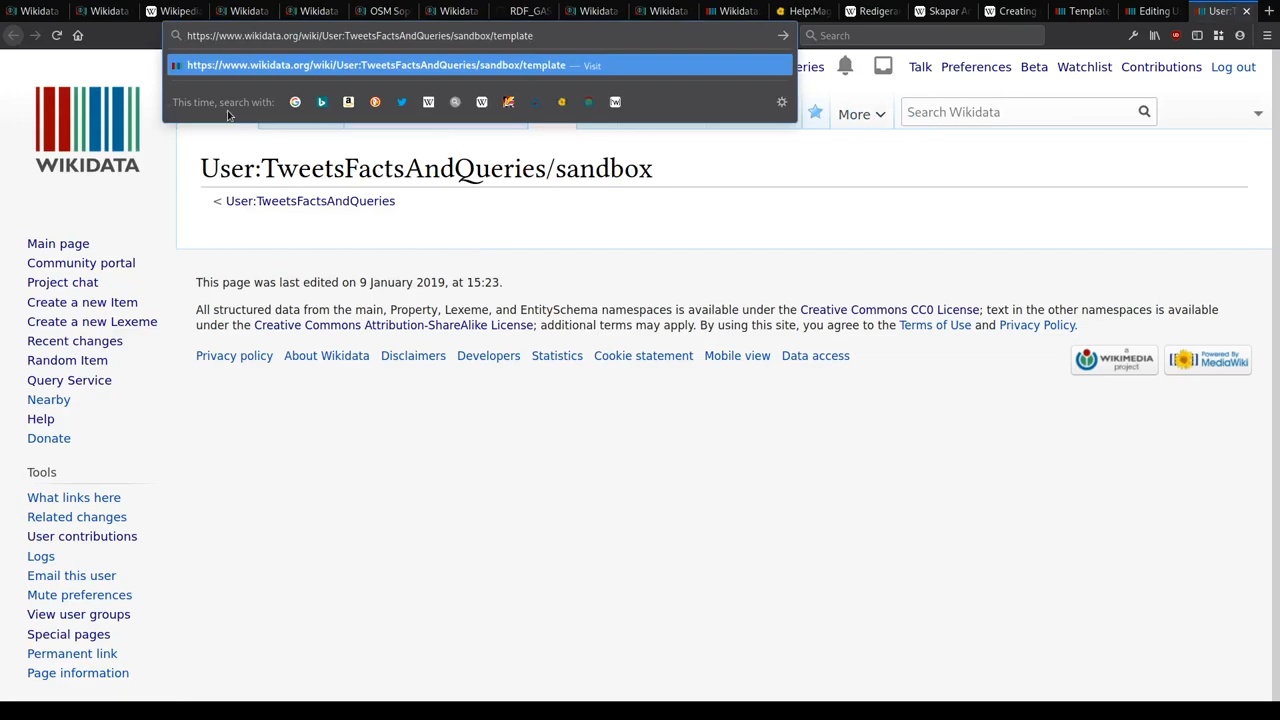 Wikidata Wikidata Wikiped Wikidata Wikidata OSM Sop Wikidata RDF_GAS Wikidata Wikidata Wikidata Help:Mag Redigera Skapar A Creating Template Editing U User:T
https://www.wikidata.org/wiki/User:TweetsFactsAndQueries/sandbox/template
Search
https://www.wikidata.org/wiki/User:TweetsFactsAndQueries/sandbox/template — Visit
This time, search with:
eries Talk Preferences Beta Watchlist Contributions Log out
More Search Wikidata
WIKIDATA
User:TweetsFactsAndQueries/sandbox
< User:TweetsFactsAndQueries
Main page
Community portal
Project chat
Create a new Item
Create a new Lexeme
Recent changes
Random Item
Query Service
Nearby
Help
Donate
Tools
What links here
Related changes
User contributions
Logs
Email this user
Mute preferences
View user groups
Special pages
Permanent link
Page information
This page was last edited on 9 January 2019, at 15:23.
All structured data from the main, Property, Lexeme, and EntitySchema namespaces is available under the Creative Commons CC0 License; text in the other namespaces is available
under the Creative Commons Attribution-ShareAlike License; additional terms may apply. By using this site, you agree to the Terms of Use and Privacy Policy.
Privacy policy About Wikidata Disclaimers Developers Statistics Cookie statement Mobile view Data access
a
WIKIMEDIA
project
Powered By
MediaWiki